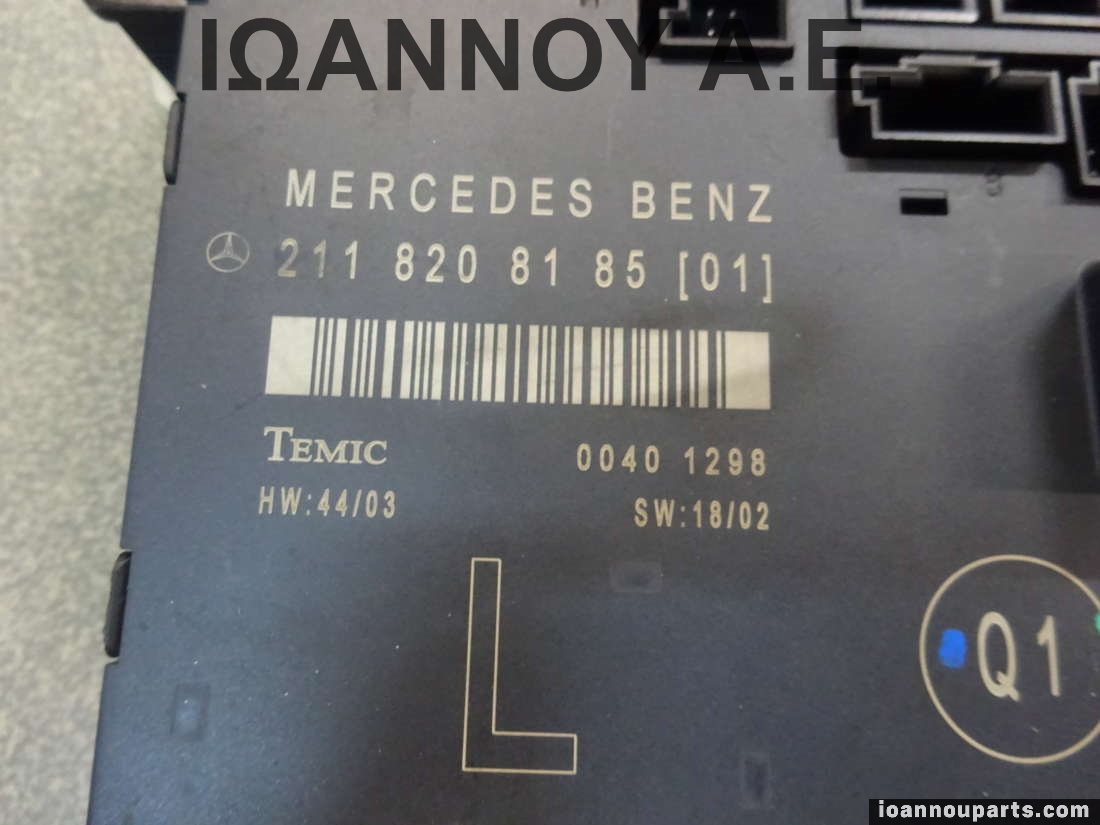 ΙΩΑΝΝΟΥ Α.Ε.
MERCEDES BENZ
211 820 81 85 [01]
TEMIC 0040 1298
HW:44/03 SW:18/02
L
Q1
ioannouparts.com